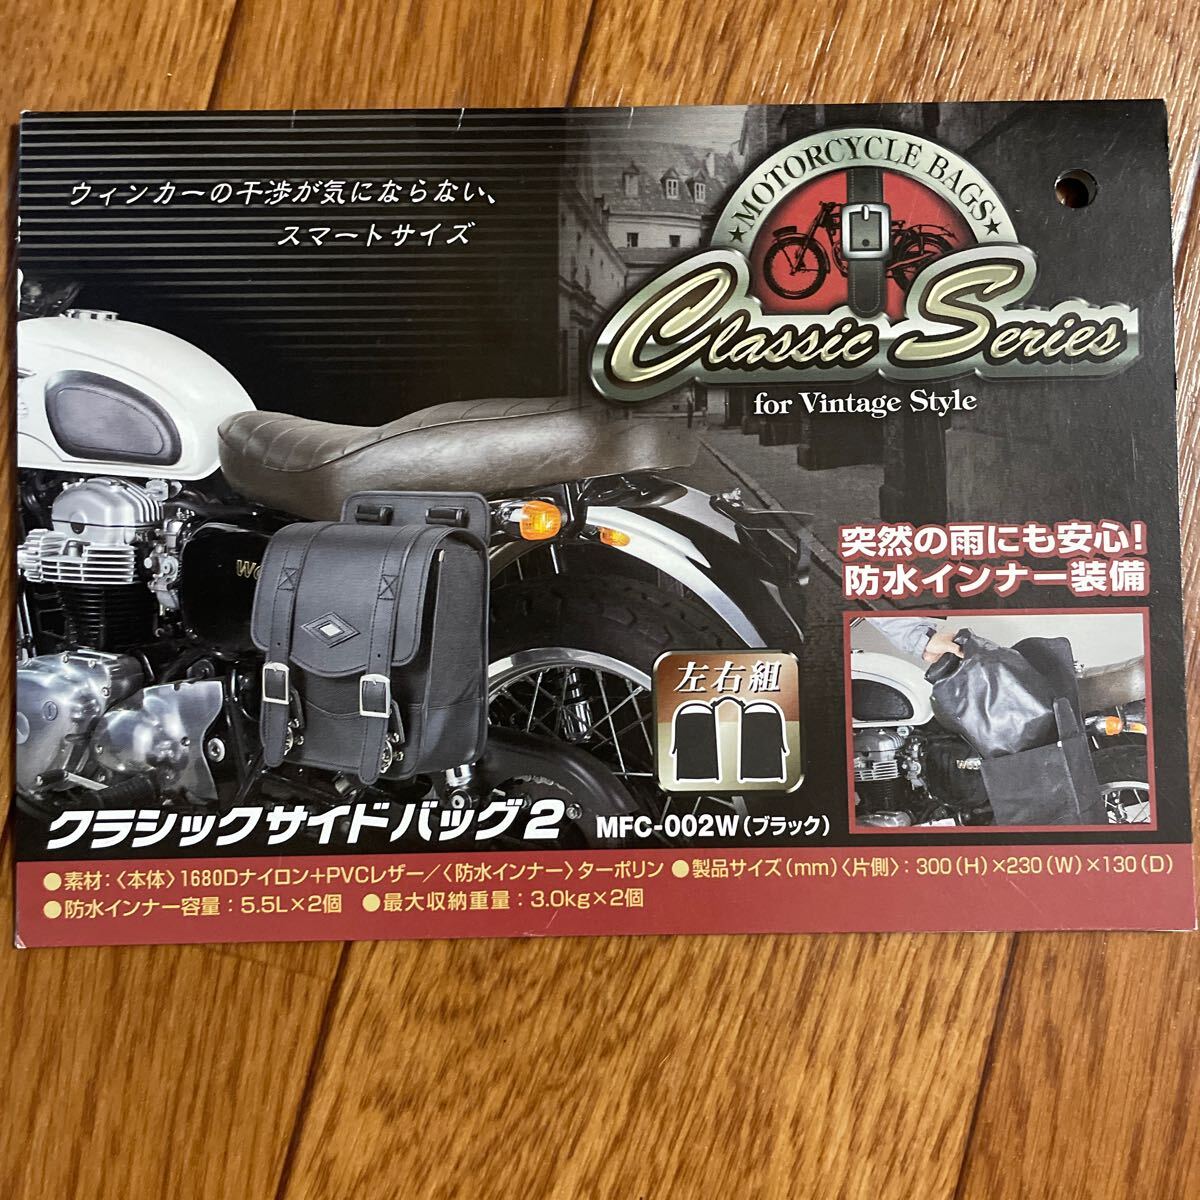 ウィンカーの干渉が気にならない、
スマートサイズ
★MOTORCYCLE BAGS★
Classic Series
for Vintage Style
突然の雨にも安心!
防水インナー装備
左右組
クラシックサイドバッグ2 MFC-002W(ブラック)
●素材:〈本体〉1680Dナイロン+PVCレザー/〈防水インナー〉ターポリン ●製品サイズ(mm)〈片側〉:300(H)×230(W)×130(D)
●防水インナー容量:5.5L×2個 ●最大収納重量:3.0kg×2個